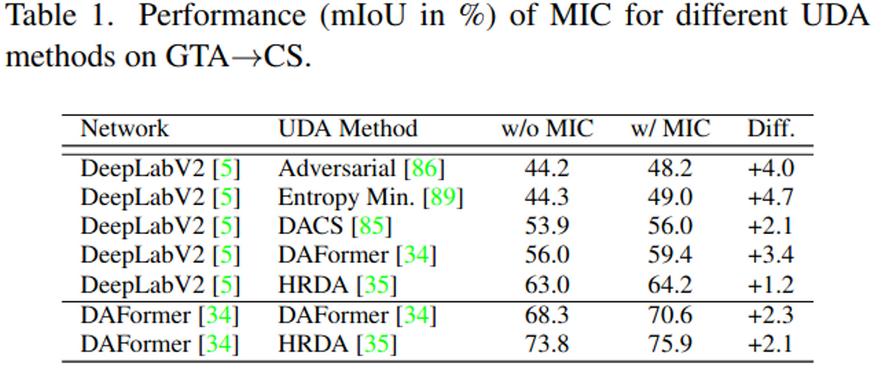 Table 1. Performance (mIoU in %) of MIC for different UDA
methods on GTA→CS.
Network UDA Method w/o MIC w/ MIC Diff.
DeepLabV2 [5] Adversarial [86] 44.2 48.2 +4.0
DeepLabV2 [5] Entropy Min. [89] 44.3 49.0 +4.7
DeepLabV2 [5] DACS [85] 53.9 56.0 +2.1
DeepLabV2 [5] DAFormer [34] 56.0 59.4 +3.4
DeepLabV2 [5] HRDA [35] 63.0 64.2 +1.2
DAFormer [34] DAFormer [34] 68.3 70.6 +2.3
DAFormer [34] HRDA [35] 73.8 75.9 +2.1